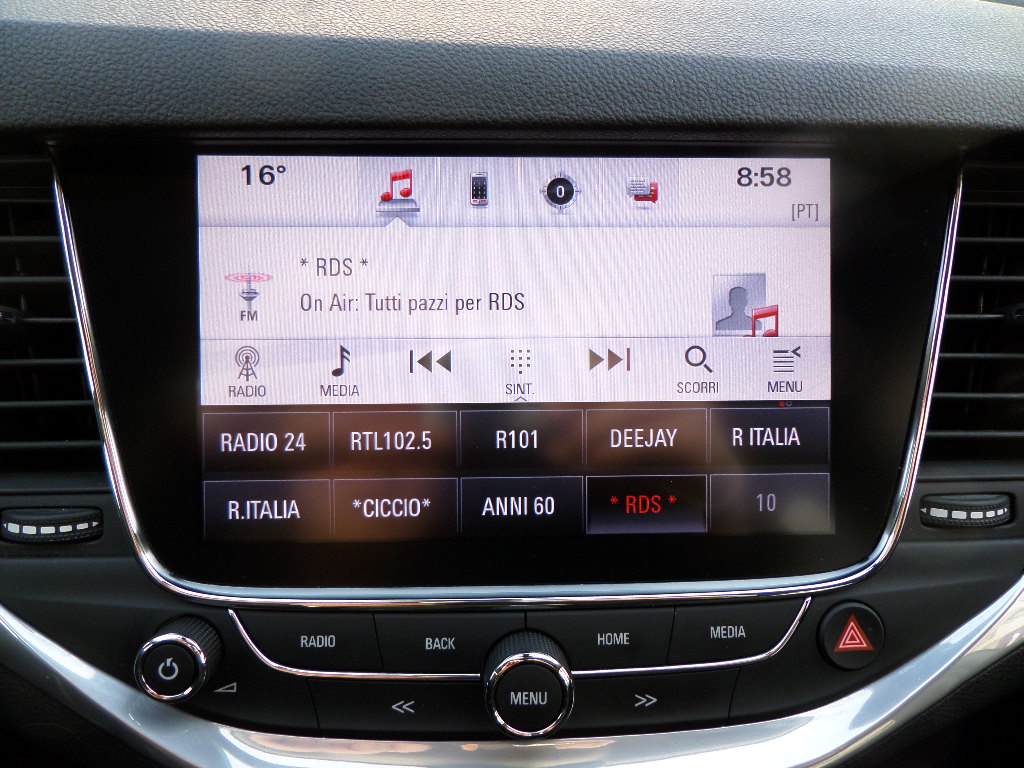 16°
0
8:58
[PT]
* RDS *
On Air: Tutti pazzi per RDS
FM
RADIO
MEDIA
SINT.
SCORRI
MENU
RADIO 24
RTL102.5
R101
DEEJAY
R ITALIA
R.ITALIA
*CICCIO*
ANNI 60
* RDS *
10
RADIO
BACK
HOME
MEDIA
MENU